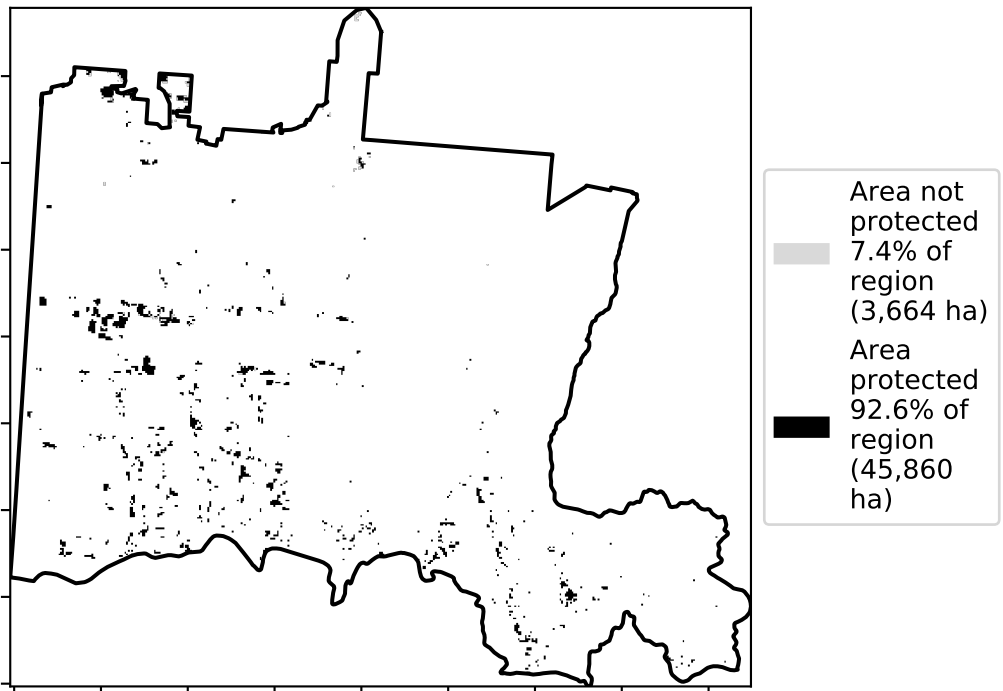 Area not
protected
7.4% of
region
(3,664 ha)
Area
protected
92.6% of
region
(45,860
ha)